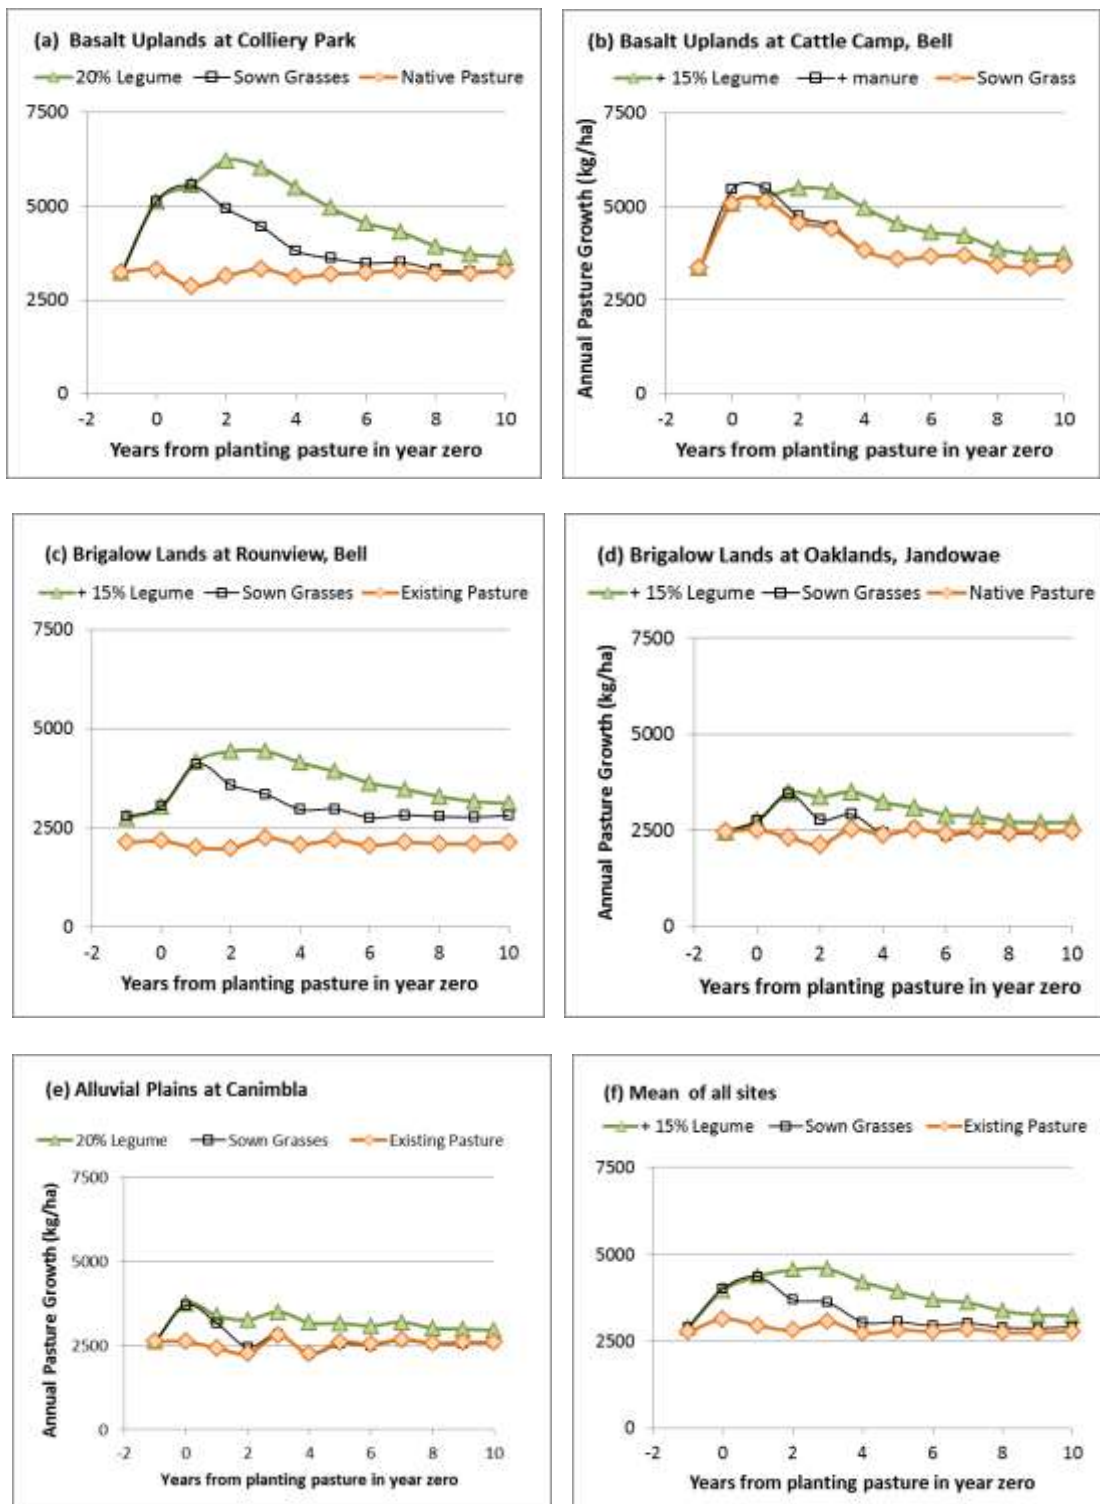 (a) Basalt Uplands at Colliery Park
20% Legume Sown Grasses Native Pasture
7500
5000
2500
0
-2 0 2 4 6 8 10
Years from planting pasture in year zero
(b) Basalt Uplands at Cattle Camp, Bell
+ 15% Legume + manure Sown Grass
Annual Pasture Growth (kg/ha)
7500
5000
2500
0
-2 0 2 4 6 8 10
Years from planting pasture in year zero
(c) Brigalow Lands at Rounview, Bell
+ 15% Legume Sown Grasses Existing Pasture
7500
5000
2500
0
-2 0 2 4 6 8 10
Years from planting pasture in year zero
(d) Brigalow Lands at Oaklands, Jandowae
+ 15% Legume Sown Grasses Native Pasture
Annual Pasture Growth (kg/ha)
7500
5000
2500
0
-2 0 2 4 6 8 10
Years from planting pasture in year zero
(e) Alluvial Plains at Canimbla
20% Legume Sown Grasses Existing Pasture
Annual Pasture Growth (kg/ha)
7500
5000
2500
0
-2 0 2 4 6 8 10
Years from planting pasture in year zero
(f) Mean of all sites
+ 15% Legume Sown Grasses Existing Pasture
Annual Pasture Growth (kg/ha)
7500
5000
2500
0
-2 0 2 4 6 8 10
Years from planting pasture in year zero